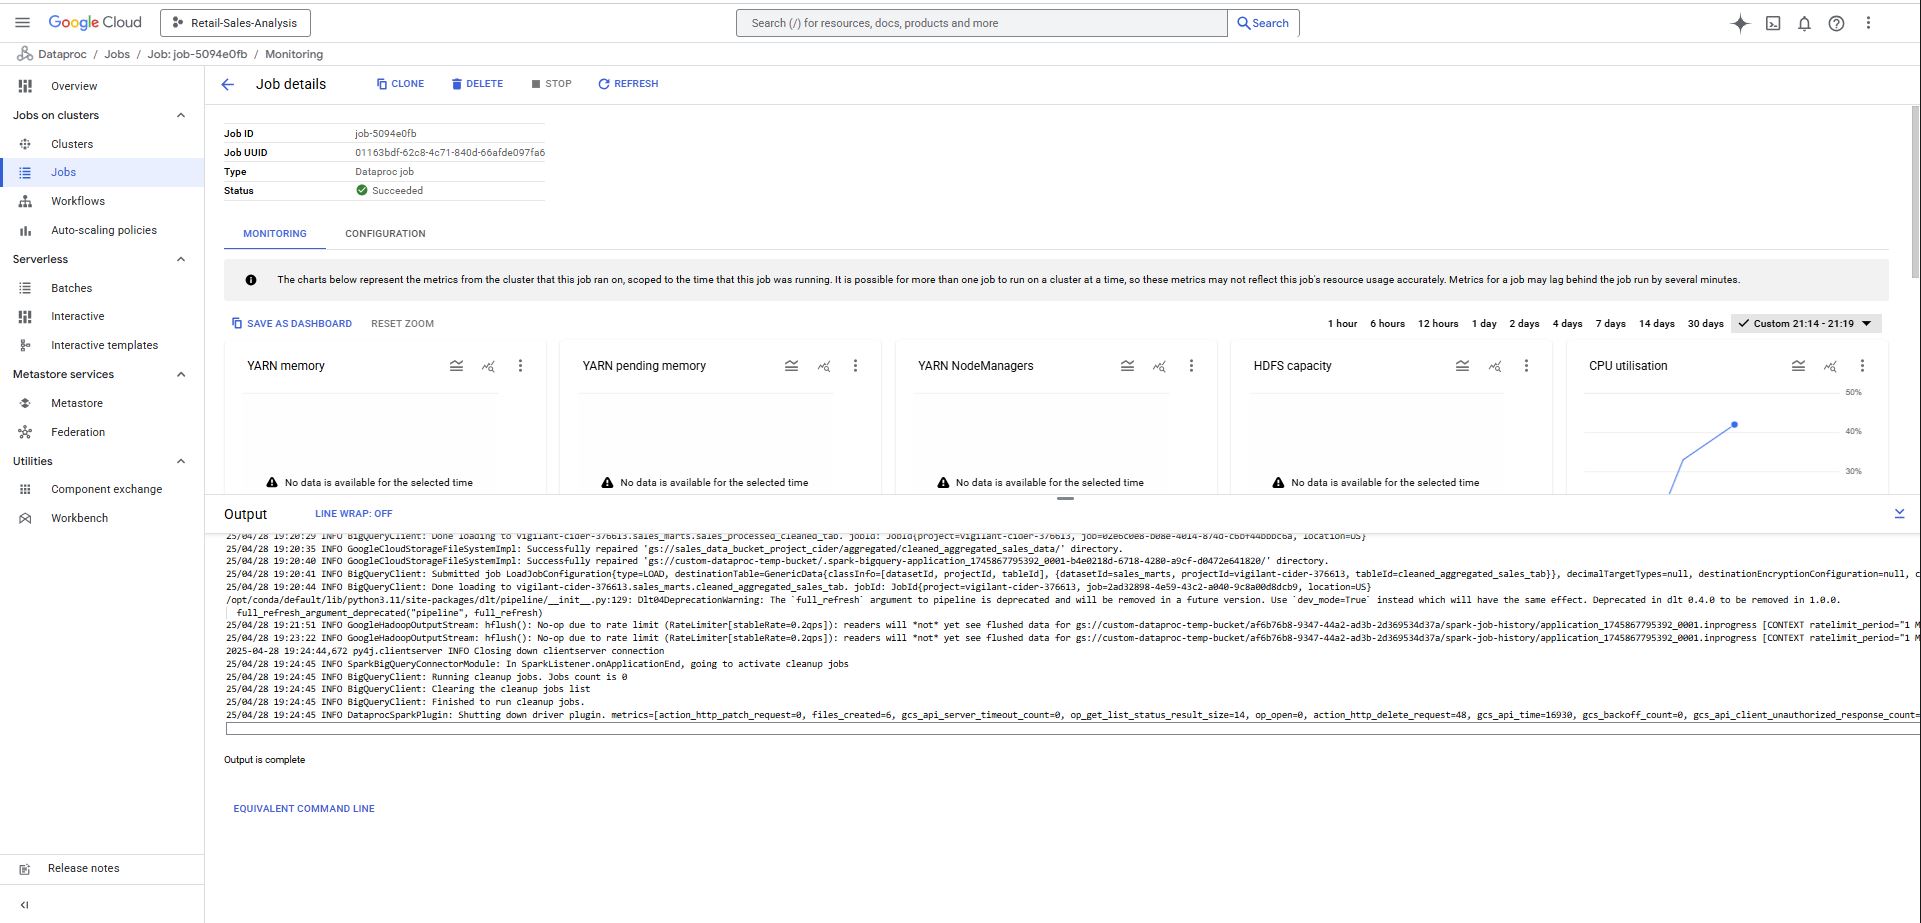 Google Cloud
Retail-Sales-Analysis
Search (/) for resources, docs, products and more
Search
Dataproc / Jobs / Job: job-5094e0fb / Monitoring
Overview
Jobs on clusters
Clusters
Jobs
Workflows
Auto-scaling policies
Serverless
Batches
Interactive
Interactive templates
Metastore services
Metastore
Federation
Utilities
Component exchange
Workbench
Release notes
Job details
CLONE
DELETE
STOP
REFRESH
Job ID job-5094e0fb
Job UUID 01163bdf-62c8-4c71-840d-66afde097fa6
Type Dataproc job
Status Succeeded
MONITORING
CONFIGURATION
The charts below represent the metrics from the cluster that this job ran on, scoped to the time that this job was running. It is possible for more than one job to run on a cluster at a time, so these metrics may not reflect this job's resource usage accurately. Metrics for a job may lag behind the job run by several minutes.
SAVE AS DASHBOARD
RESET ZOOM
1 hour 6 hours 12 hours 1 day 2 days 4 days 7 days 14 days 30 days Custom 21:14 - 21:19
YARN memory
No data is available for the selected time
YARN pending memory
No data is available for the selected time
YARN NodeManagers
No data is available for the selected time
HDFS capacity
No data is available for the selected time
CPU utilisation
50%
40%
30%
Output
LINE WRAP: OFF
25/04/28 19:20:29 INFO BigQueryClient: Done loading to vigilant-cider-376613.sales_marts.sales_processed_cleaned_tab. jobId: JobId{project=vigilant-cider-376613, location=US}
25/04/28 19:20:35 INFO GoogleCloudStorageFileSystemImpl: Successfully repaired 'gs://sales_data_bucket_project_cider/aggregated/cleaned_aggregated_sales_data/' directory.
25/04/28 19:20:40 INFO GoogleCloudStorageFileSystemImpl: Successfully repaired 'gs://custom-dataproc-temp-bucket/.spark-bigquery-application_1745867795392_0001-b4e0218d-6718-4280-a9cf-d0472e641820/' directory.
25/04/28 19:20:41 INFO BigQueryClient: Submitted job LoadJobConfiguration{type=LOAD, destinationTable=GenericData{classInfo=[datasetId, projectId, tableId], {datasetId=sales_marts, projectId=vigilant-cider-376613, tableId=cleaned_aggregated_sales_tab}}, decimalTargetTypes=null, destinationEncryptionConfiguration=null, c
25/04/28 19:20:44 INFO BigQueryClient: Done loading to vigilant-cider-376613.sales_marts.cleaned_aggregated_sales_tab. jobId: JobId{project=vigilant-cider-376613, job=2ad32898-4e59-43c2-a040-9c8a00d8dcb9, location=US}
/opt/conda/default/lib/python3.11/site-packages/dlt/pipeline/__init__.py:129: Dlt04DeprecationWarning: The `full_refresh` argument to pipeline is deprecated and will be removed in a future version. Use `dev_mode=True` instead which will have the same effect. Deprecated in dlt 0.4.0 to be removed in 1.0.0.
full_refresh_argument_deprecated("pipeline", full_refresh)
25/04/28 19:21:51 INFO GoogleHadoopOutputStream: hflush(): No-op due to rate limit (RateLimiter[stableRate=0.2qps]): readers will *not* yet see flushed data for gs://custom-dataproc-temp-bucket/af6b76b8-9347-44a2-ad3b-2d369534d37a/spark-job-history/application_1745867795392_0001.inprogress [CONTEXT ratelimit_period="1 M
25/04/28 19:23:22 INFO GoogleHadoopOutputStream: hflush(): No-op due to rate limit (RateLimiter[stableRate=0.2qps]): readers will *not* yet see flushed data for gs://custom-dataproc-temp-bucket/af6b76b8-9347-44a2-ad3b-2d369534d37a/spark-job-history/application_1745867795392_0001.inprogress [CONTEXT ratelimit_period="1 M
2025-04-28 19:24:44,672 py4j.clientserver INFO Closing down clientserver connection
25/04/28 19:24:45 INFO SparkBigQueryConnectorModule: In SparkListener.onApplicationEnd, going to activate cleanup jobs
25/04/28 19:24:45 INFO BigQueryClient: Running cleanup jobs. Jobs count is 0
25/04/28 19:24:45 INFO BigQueryClient: Clearing the cleanup jobs list
25/04/28 19:24:45 INFO BigQueryClient: Finished to run cleanup jobs.
25/04/28 19:24:45 INFO DataprocSparkPlugin: Shutting down driver plugin. metrics=[action_http_patch_request=0, files_created=6, gcs_api_server_timeout_count=0, op_get_list_status_result_size=14, op_open=0, action_http_delete_request=48, gcs_api_time=16930, gcs_backoff_count=0, gcs_api_client_unauthorized_response_count=
Output is complete
EQUIVALENT COMMAND LINE